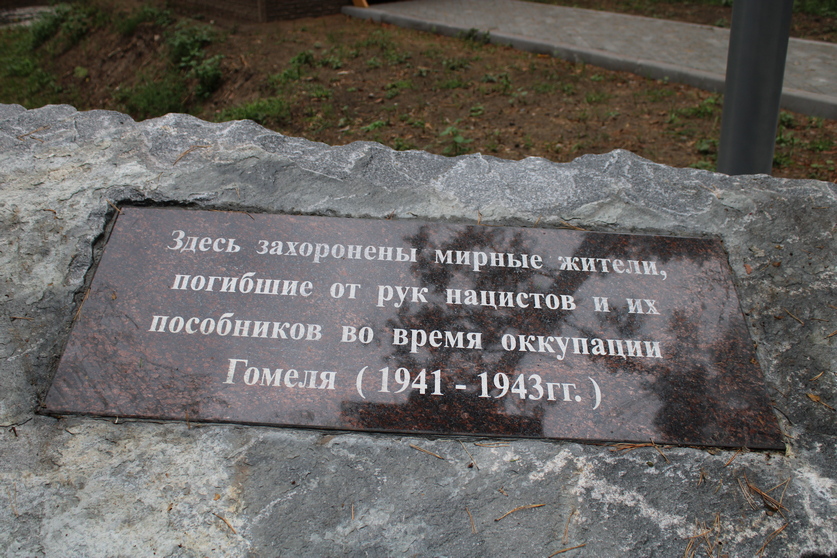 Здесь захоронены мирные жители,
погибшие от рук нацистов и их
пособников во время оккупации
Гомеля ( 1941 - 1943гг. )